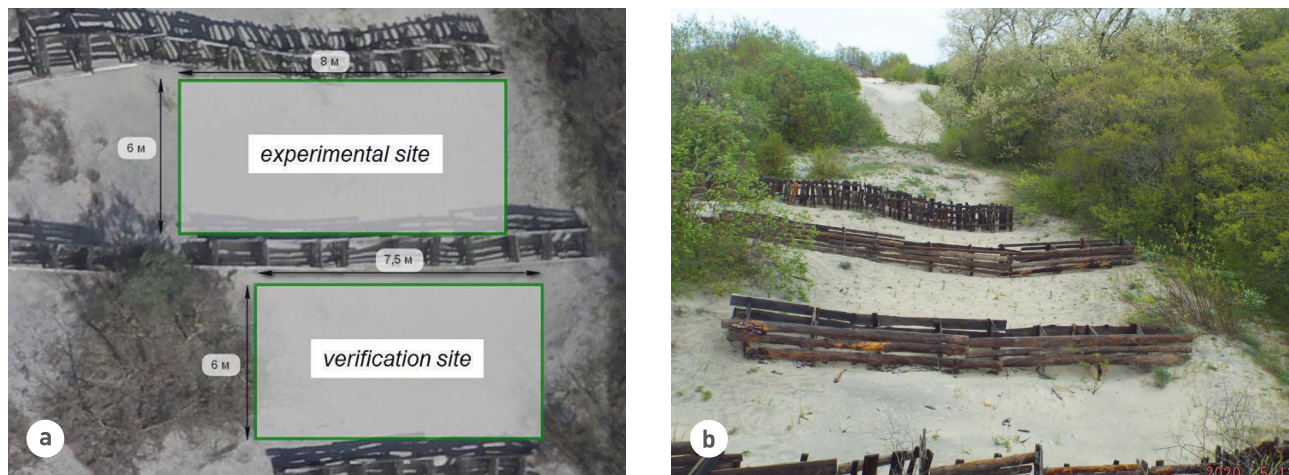 8 м
6 м
experimental site
7,5 м
6 м
verification site
a
b